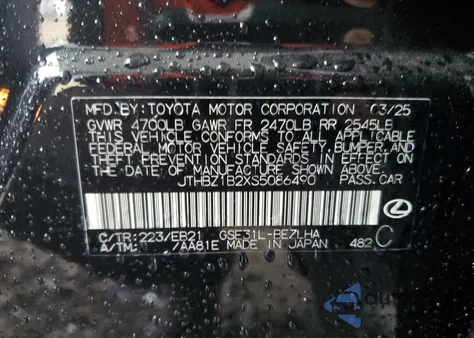 MFD.BY: TOYOTA MOTOR CORPORATION 03/25
GVWR 4700LB GAWR FR 2470LB RR 2545LB
THIS VEHICLE CONFORMS TO ALL APPLICABLE
FEDERAL MOTOR VEHICLE SAFETY, BUMPER, AND
THEFT PREVENTION STANDARDS IN EFFECT ON
THE DATE OF MANUFACTURE SHOWN ABOVE.
JTHBZ1B2XS5086490 PASS.CAR
C/TR: 223/EB21 GSE31L-BEZLHA
A/TM: /AA81E MADE IN JAPAN 482 C